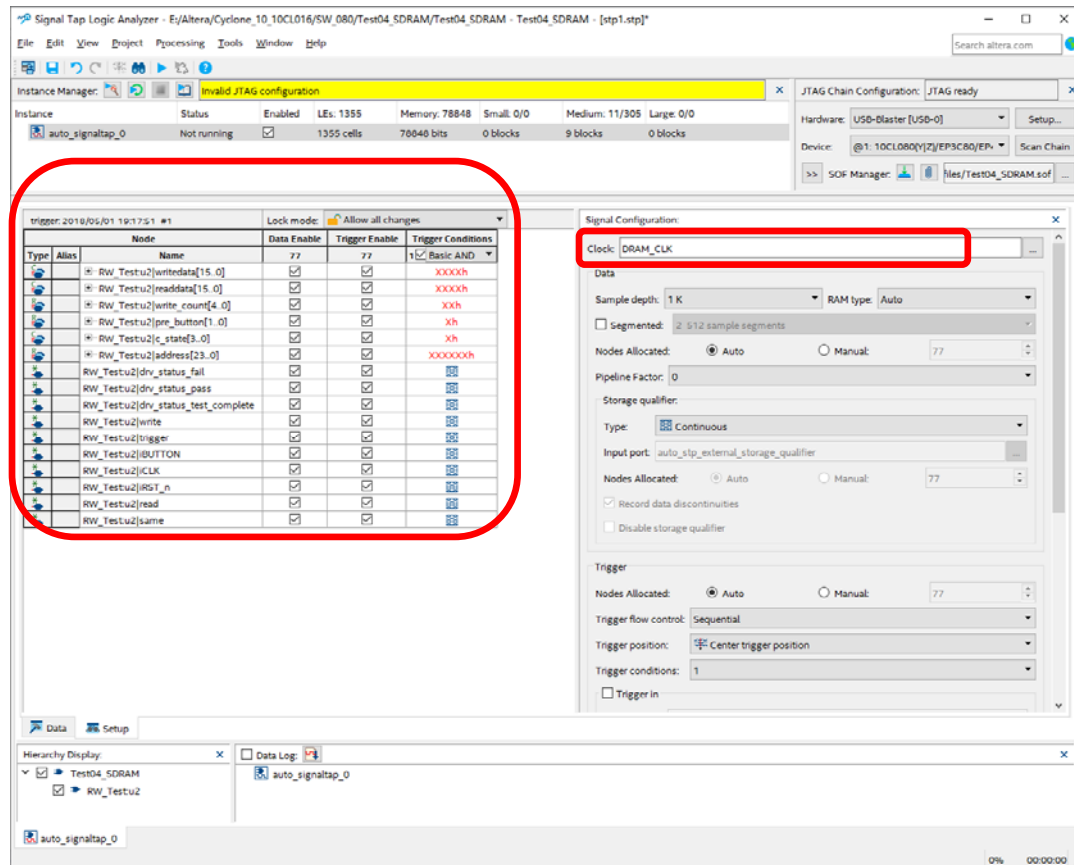 Signal Tap Logic Analyzer - E:/Altera/Cyclone_10_10CL016/SW_080/Test04_SDRAM/Test04_SDRAM - Test04_SDRAM - [stp1.stp]*
File Edit View Project Processing Tools Window Help
Search altera.com
Instance Manager: Invalid JTAG configuration
Instance Status Enabled LEs: 1355 Memory: 78848 Small: 0/0 Medium: 11/305 Large: 0/0
auto_signaltap_0 Not running 1355 cells 78848 bits 0 blocks 9 blocks 0 blocks
JTAG Chain Configuration: JTAG ready
Hardware: USB-Blaster [USB-0] Setup...
Device: @1: 10CL080(Y|Z)/EP3C80/EP Scan Chain
>> SOF Manager: files/Test04_SDRAM.sof ...
trigger: 2018/05/01 19:17:51 #1 Lock mode: Allow all changes
Node Data Enable Trigger Enable Trigger Conditions
Type Alias Name 77 77 1 Basic AND
RW_Test:u2|writedata[15..0] XXXXh
RW_Test:u2|readdata[15..0] XXXXh
RW_Test:u2|write_count[4..0] XXh
RW_Test:u2|pre_button[1..0] Xh
RW_Test:u2|c_state[3..0] Xh
RW_Test:u2|address[23..0] XXXXXXh
RW_Test:u2|drv_status_fail
RW_Test:u2|drv_status_pass
RW_Test:u2|drv_status_test_complete
RW_Test:u2|write
RW_Test:u2|trigger
RW_Test:u2|iBUTTON
RW_Test:u2|iCLK
RW_Test:u2|iRST_n
RW_Test:u2|read
RW_Test:u2|same
Signal Configuration:
Clock: DRAM_CLK ...
Data
Sample depth: 1 K RAM type: Auto
Segmented: 2 512 sample segments
Nodes Allocated: Auto Manual: 77
Pipeline Factor: 0
Storage qualifier:
Type: Continuous
Input port: auto_stp_external_storage_qualifier ...
Nodes Allocated: Auto Manual: 77
Record data discontinuities
Disable storage qualifier
Trigger
Nodes Allocated: Auto Manual: 77
Trigger flow control: Sequential
Trigger position: Center trigger position
Trigger conditions: 1
Trigger in
Data Setup
Hierarchy Display:
Test04_SDRAM
RW_Test:u2
Data Log:
auto_signaltap_0
auto_signaltap_0
0% 00:00:00